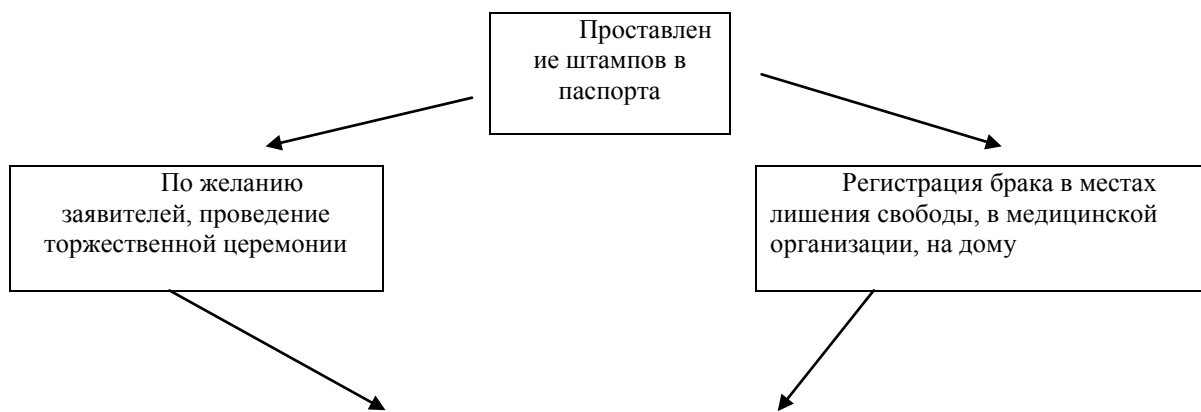 Проставлен
ие штампов в
паспорта
По желанию
заявителей, проведение
торжественной церемонии
Регистрация брака в местах
лишения свободы, в медицинской
организации, на дому